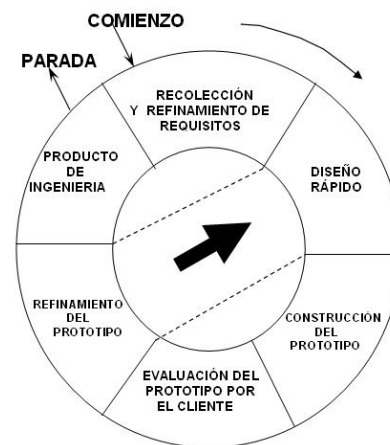 COMIENZO
PARADA
RECOLECCIÓN
Y REFINAMIENTO DE
REQUISITOS
DISEÑO
RÁPIDO
CONSTRUCCIÓN
DEL
PROTOTIPO
EVALUACIÓN DEL
PROTOTIPO POR
EL CLIENTE
REFINAMIENTO
DEL
PROTOTIPO
PRODUCTO
DE
INGENIERIA